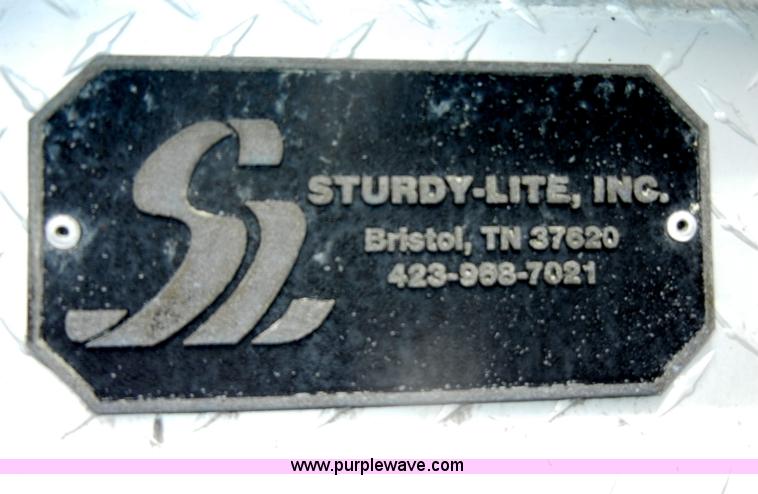 STURDY-LITE, INC.
Bristol, TN 37620
423-968-7021
www.purplewave.com